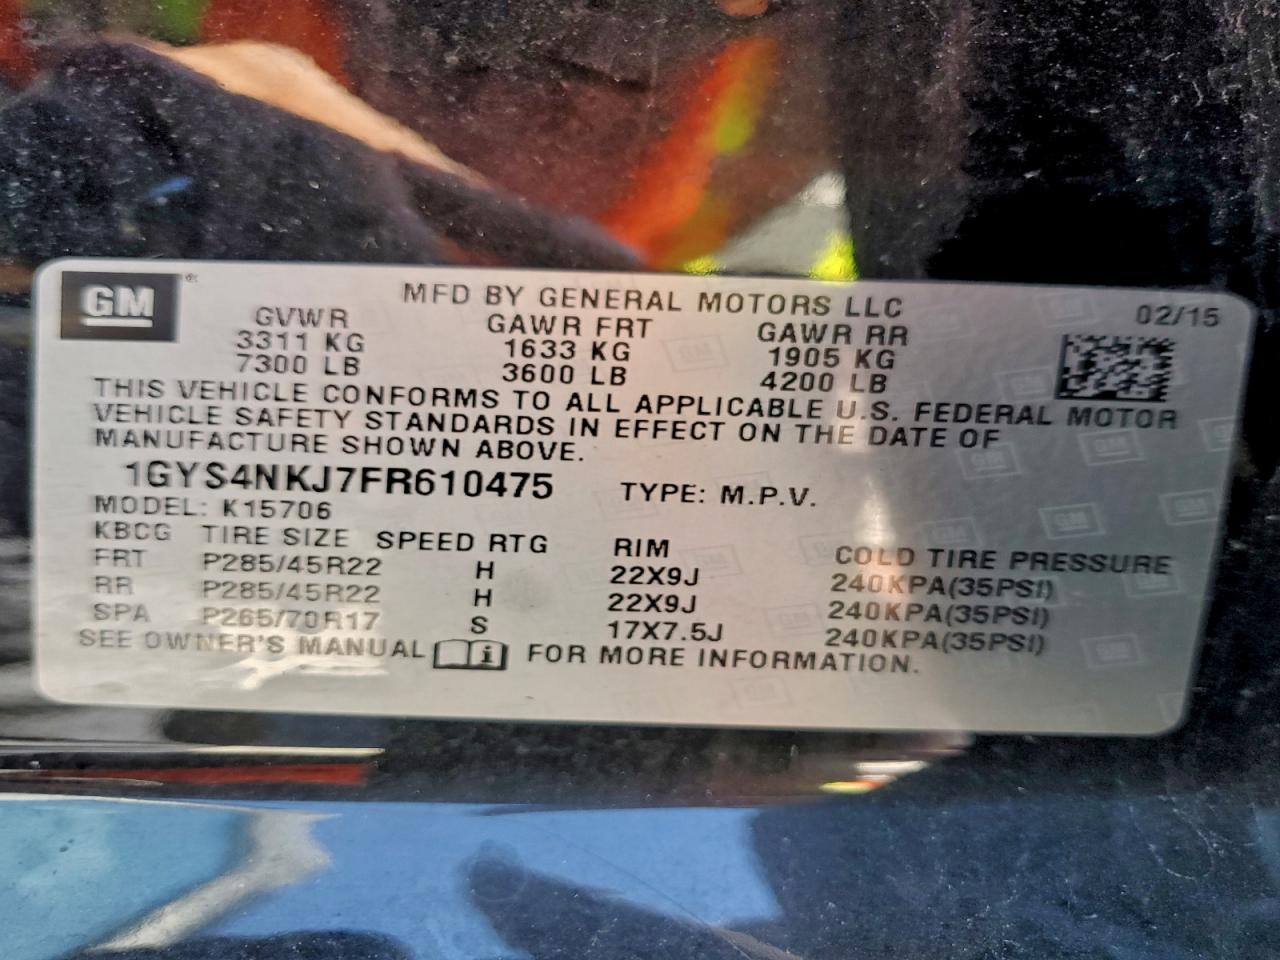 GM®
MFD BY GENERAL MOTORS LLC 02/15
GVWR GAWR FRT GAWR RR
3311 KG 1633 KG 1905 KG
7300 LB 3600 LB 4200 LB
THIS VEHICLE CONFORMS TO ALL APPLICABLE U.S. FEDERAL MOTOR
VEHICLE SAFETY STANDARDS IN EFFECT ON THE DATE OF
MANUFACTURE SHOWN ABOVE.
1GYS4NKJ7FR610475 TYPE: M.P.V.
MODEL: K15706
KBCG TIRE SIZE SPEED RTG RIM COLD TIRE PRESSURE
FRT P285/45R22 H 22X9J 240KPA(35PSI)
RR P285/45R22 H 22X9J 240KPA(35PSI)
SPA P265/70R17 S 17X7.5J 240KPA(35PSI)
SEE OWNER'S MANUAL i FOR MORE INFORMATION.